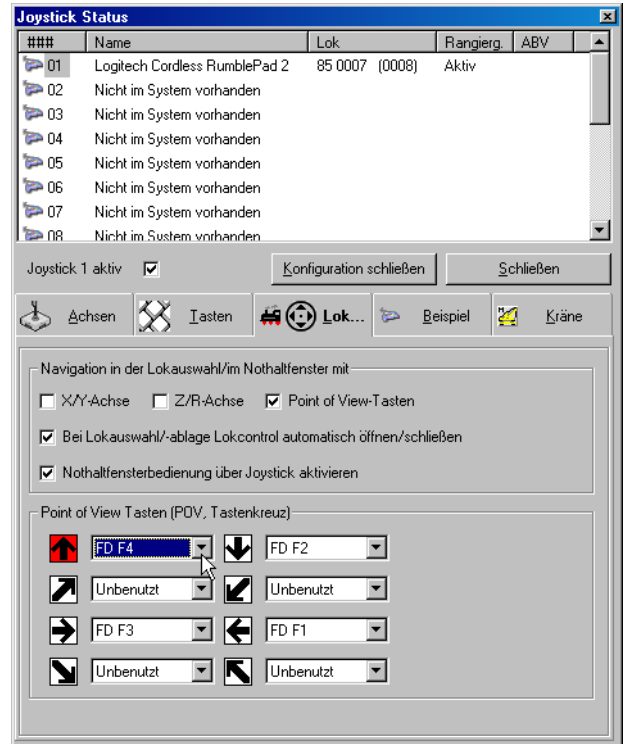 Joystick Status
### Name Lok Rangierg. ABV
01 Logitech Cordless RumblePad 2 85 0007 (0008) Aktiv
02 Nicht im System vorhanden
03 Nicht im System vorhanden
04 Nicht im System vorhanden
05 Nicht im System vorhanden
06 Nicht im System vorhanden
07 Nicht im System vorhanden
08 Nicht im System vorhanden
Joystick 1 aktiv Konfiguration schließen Schließen
Achsen Tasten Lok... Beispiel Kräne
Navigation in der Lokauswahl/im Nothaltfenster mit
X/Y-Achse Z/R-Achse Point of View-Tasten
Bei Lokauswahl/-ablage Lokcontrol automatisch öffnen/schließen
Nothaltfensterbedienung über Joystick aktivieren
Point of View Tasten (POV, Tastenkreuz)
FD F4 FD F2
Unbenutzt Unbenutzt
FD F3 FD F1
Unbenutzt Unbenutzt